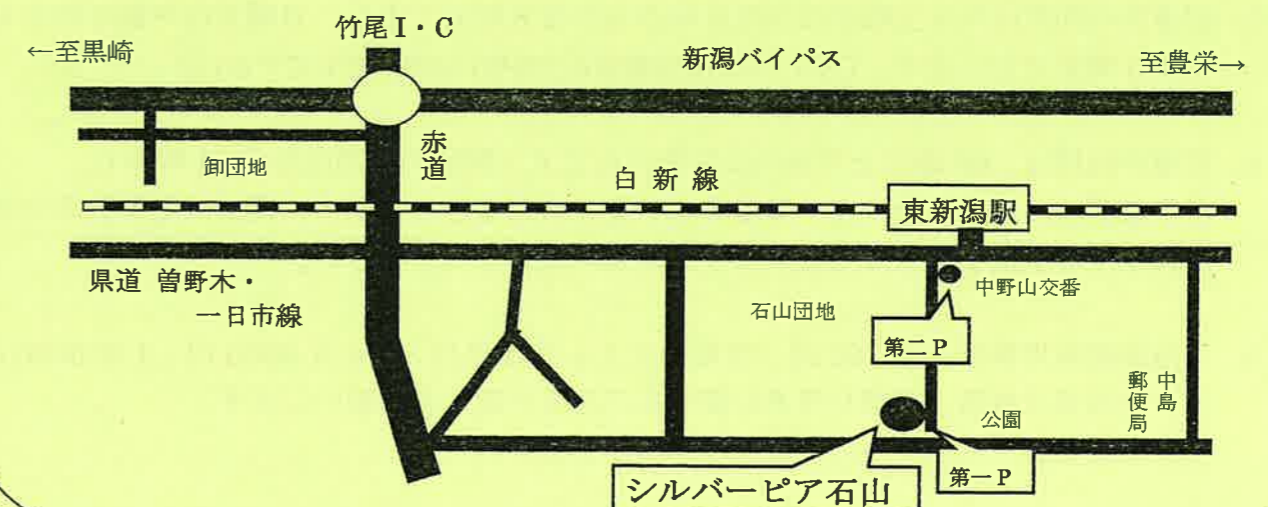 竹尾I・C
←至黒崎
新潟バイパス
至豊栄→
赤道
御団地
白新線
東新潟駅
県道 曽野木・
一日市線
中野山交番
石山団地
第二P
中島
郵便局
公園
第一P
シルバーピア石山